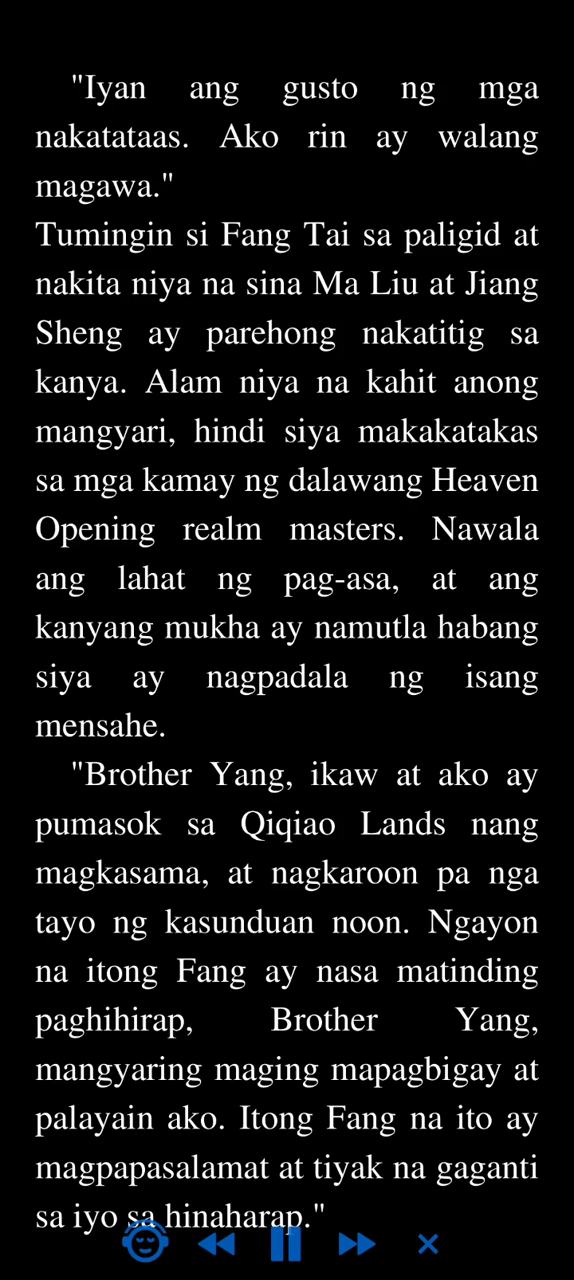 "Iyan ang gusto ng mga
nakatataas. Ako rin ay walang
magawa."
Tumingin si Fang Tai sa paligid at
nakita niya na sina Ma Liu at Jiang
Sheng ay parehong nakatitig sa
kanya. Alam niya na kahit anong
mangyari, hindi siya makakatakas
sa mga kamay ng dalawang Heaven
Opening realm masters. Nawala
ang lahat ng pag-asa, at ang
kanyang mukha ay namutla habang
siya ay nagpadala ng isang
mensahe.
"Brother Yang, ikaw at ako ay
pumasok sa Qiqiao Lands nang
magkasama, at nagkaroon pa nga
tayo ng kasunduan noon. Ngayon
na itong Fang ay nasa matinding
paghihirap, Brother Yang,
mangyaring maging mapagbigay at
palayain ako. Itong Fang na ito ay
magpapasalamat at tiyak na gaganti
sa iyo sa hinaharap."